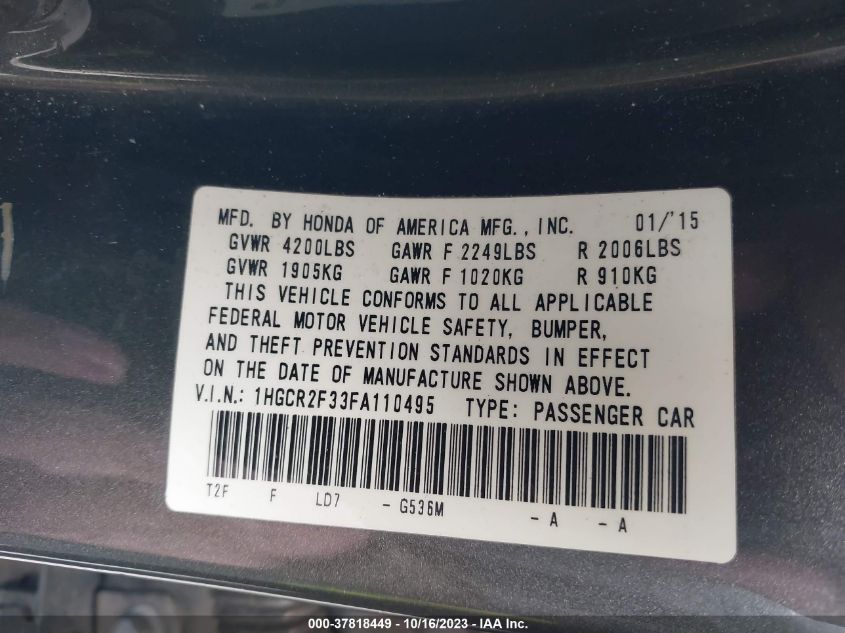 MFD. BY HONDA OF AMERICA MFG., INC. 01/'15
GVWR 4200LBS GAWR F 2249LBS R 2006LBS
GVWR 1905KG GAWR F 1020KG R 910KG
THIS VEHICLE CONFORMS TO ALL APPLICABLE
FEDERAL MOTOR VEHICLE SAFETY, BUMPER,
AND THEFT PREVENTION STANDARDS IN EFFECT
ON THE DATE OF MANUFACTURE SHOWN ABOVE.
V.I.N.: 1HGCR2F33FA110495 TYPE: PASSENGER CAR
T2F F LD7 - G536M - A - A
000-37818449 - 10/16/2023 - IAA Inc.